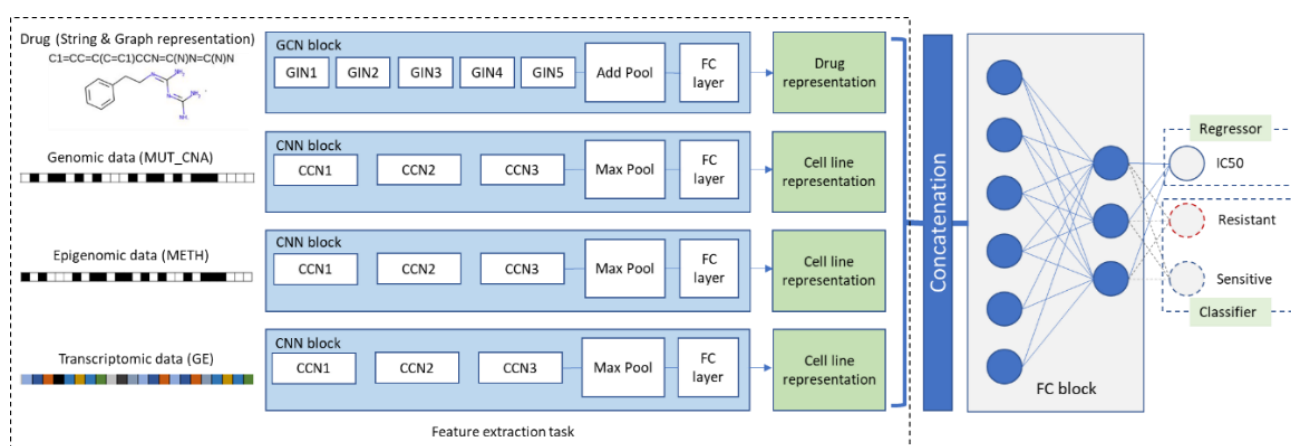 Drug (String & Graph representation)
C1=CC=C(C=C1)CCN=C(N)N=C(N)N
GCN block
GIN1
GIN2
GIN3
GIN4
GIN5
Add Pool
FC
layer
Drug
representation
Genomic data (MUT_CNA)
CNN block
CCN1
CCN2
CCN3
Max Pool
FC
layer
Cell line
representation
Epigenomic data (METH)
CNN block
CCN1
CCN2
CCN3
Max Pool
FC
layer
Cell line
representation
Transcriptomic data (GE)
CNN block
CCN1
CCN2
CCN3
Max Pool
FC
layer
Cell line
representation
Feature extraction task
Concatenation
FC block
Regressor
IC50
Resistant
Sensitive
Classifier